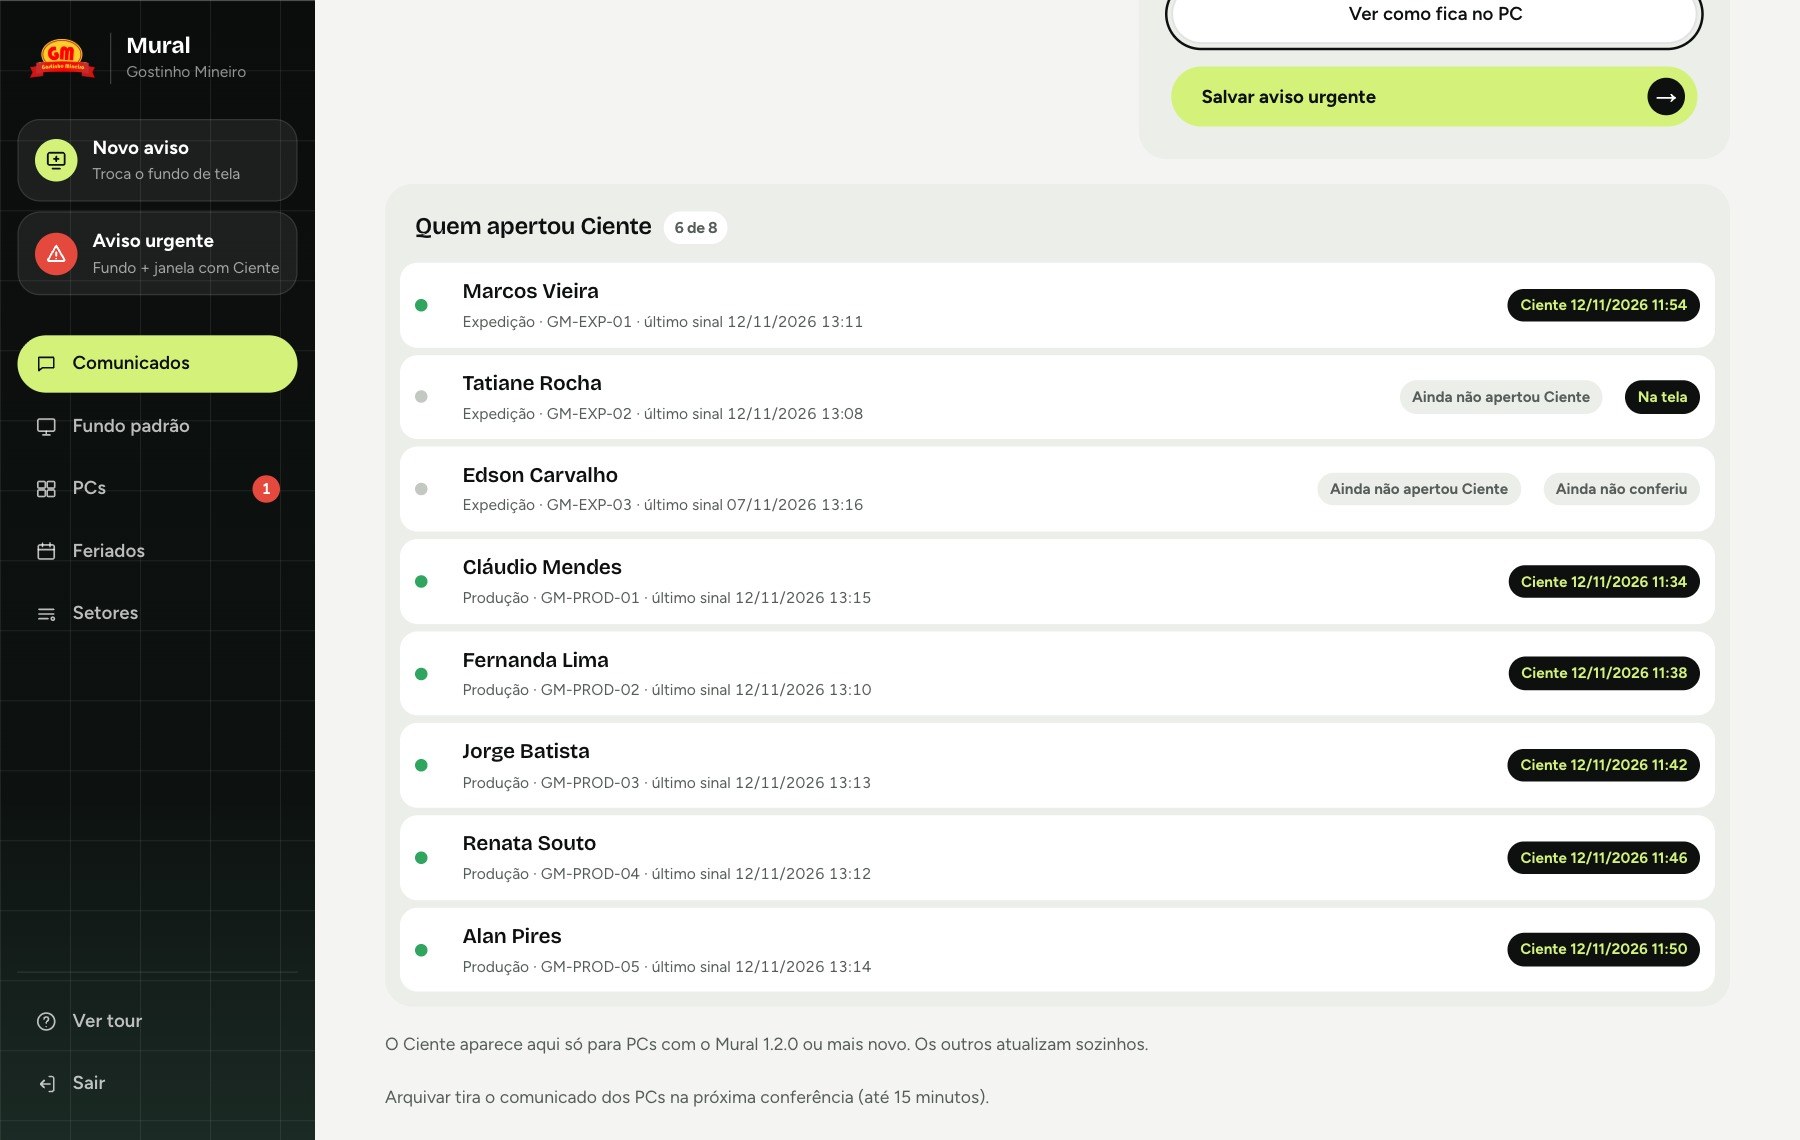 GM
Gostinho Mineiro
Mural
Gostinho Mineiro
Novo aviso
Troca o fundo de tela
Aviso urgente
Fundo + janela com Ciente
Comunicados
Fundo padrão
PCs
1
Feriados
Setores
Ver tour
Sair
Ver como fica no PC
Salvar aviso urgente
Quem apertou Ciente 6 de 8
Marcos Vieira
Expedição · GM-EXP-01 · último sinal 12/11/2026 13:11
Ciente 12/11/2026 11:54
Tatiane Rocha
Expedição · GM-EXP-02 · último sinal 12/11/2026 13:08
Ainda não apertou Ciente Na tela
Edson Carvalho
Expedição · GM-EXP-03 · último sinal 07/11/2026 13:16
Ainda não apertou Ciente Ainda não conferiu
Cláudio Mendes
Produção · GM-PROD-01 · último sinal 12/11/2026 13:15
Ciente 12/11/2026 11:34
Fernanda Lima
Produção · GM-PROD-02 · último sinal 12/11/2026 13:10
Ciente 12/11/2026 11:38
Jorge Batista
Produção · GM-PROD-03 · último sinal 12/11/2026 13:13
Ciente 12/11/2026 11:42
Renata Souto
Produção · GM-PROD-04 · último sinal 12/11/2026 13:12
Ciente 12/11/2026 11:46
Alan Pires
Produção · GM-PROD-05 · último sinal 12/11/2026 13:14
Ciente 12/11/2026 11:50
O Ciente aparece aqui só para PCs com o Mural 1.2.0 ou mais novo. Os outros atualizam sozinhos.
Arquivar tira o comunicado dos PCs na próxima conferência (até 15 minutos).